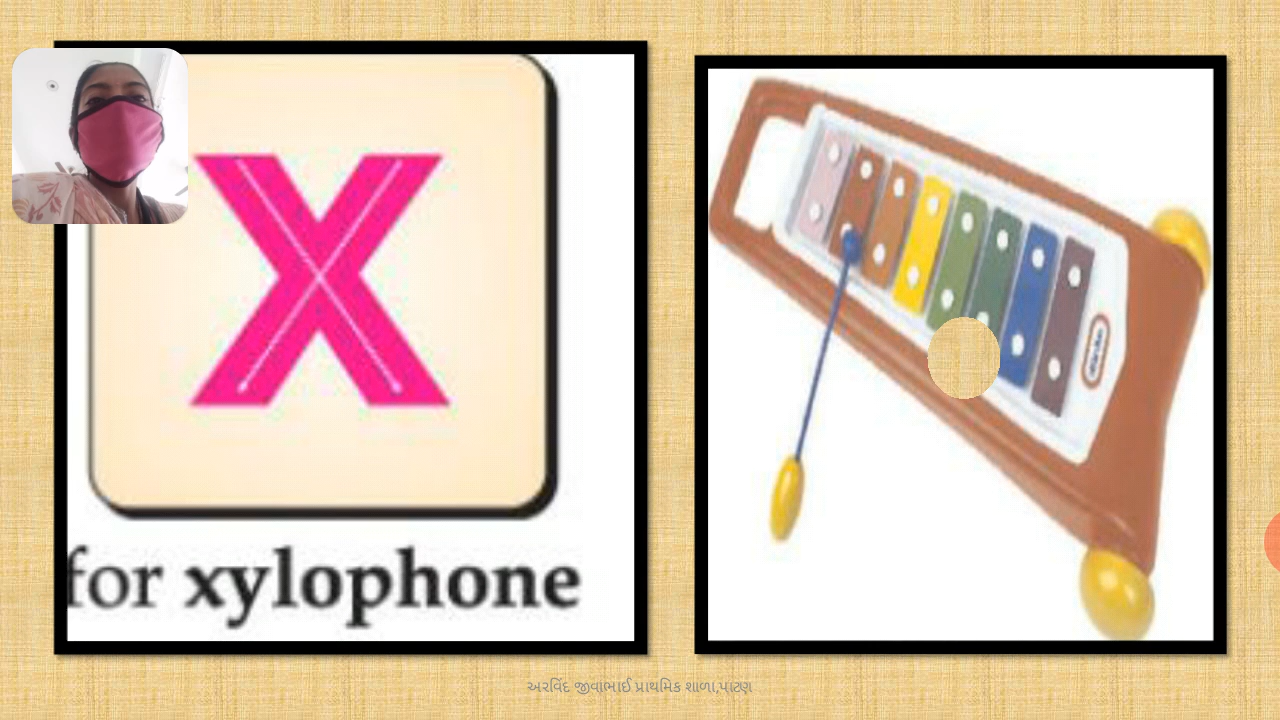 X
for xylophone
અરવિંદ જીવાભાઈ પ્રાથમિક શાળા,પાટણ